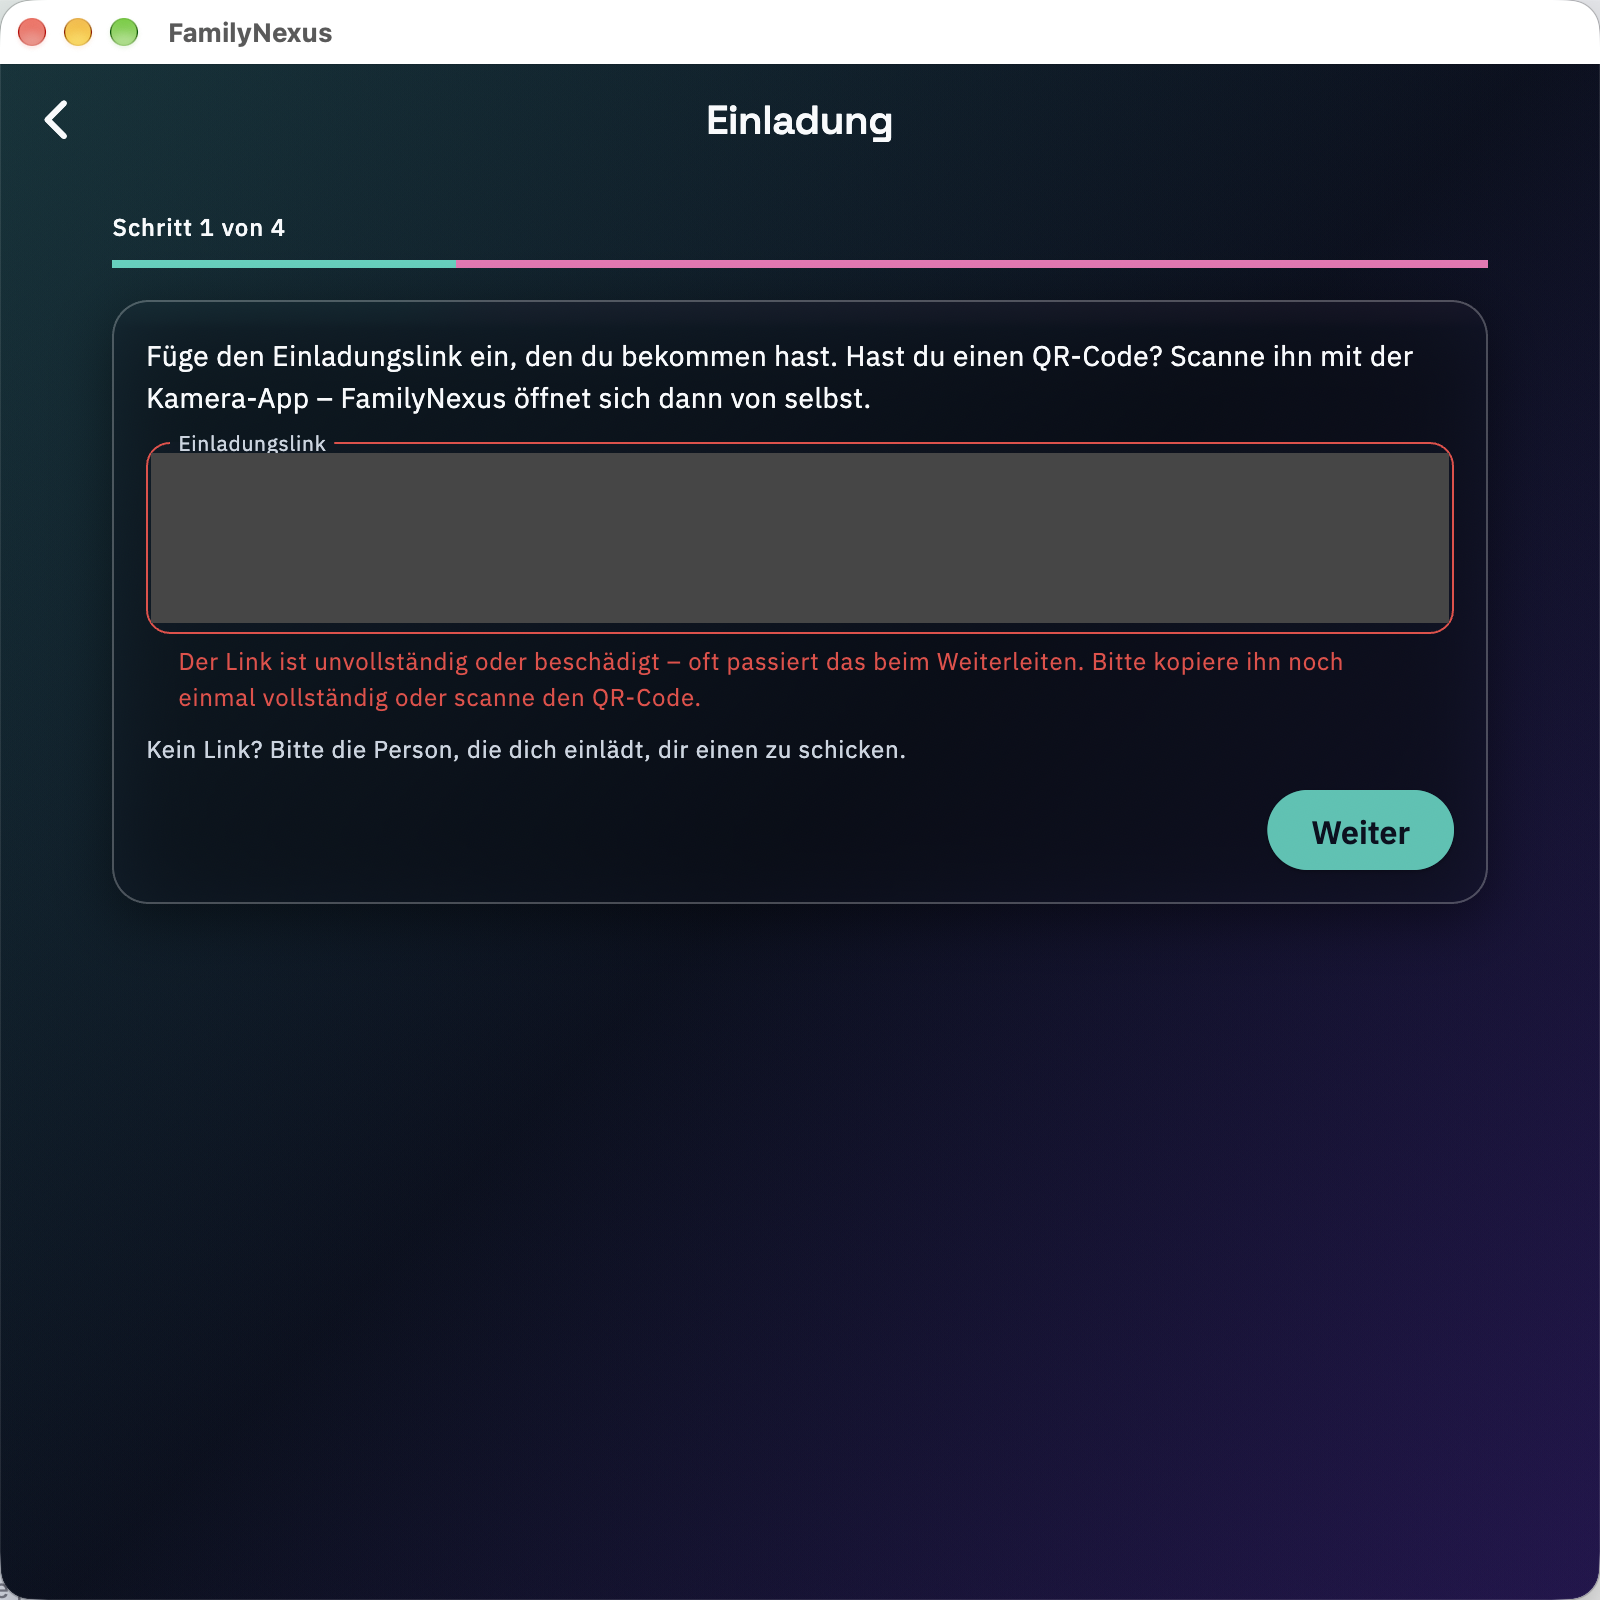 FamilyNexus
Einladung
Schritt 1 von 4
Füge den Einladungslink ein, den du bekommen hast. Hast du einen QR-Code? Scanne ihn mit der
Kamera-App – FamilyNexus öffnet sich dann von selbst.
Einladungslink
Der Link ist unvollständig oder beschädigt – oft passiert das beim Weiterleiten. Bitte kopiere ihn noch
einmal vollständig oder scanne den QR-Code.
Kein Link? Bitte die Person, die dich einlädt, dir einen zu schicken.
Weiter